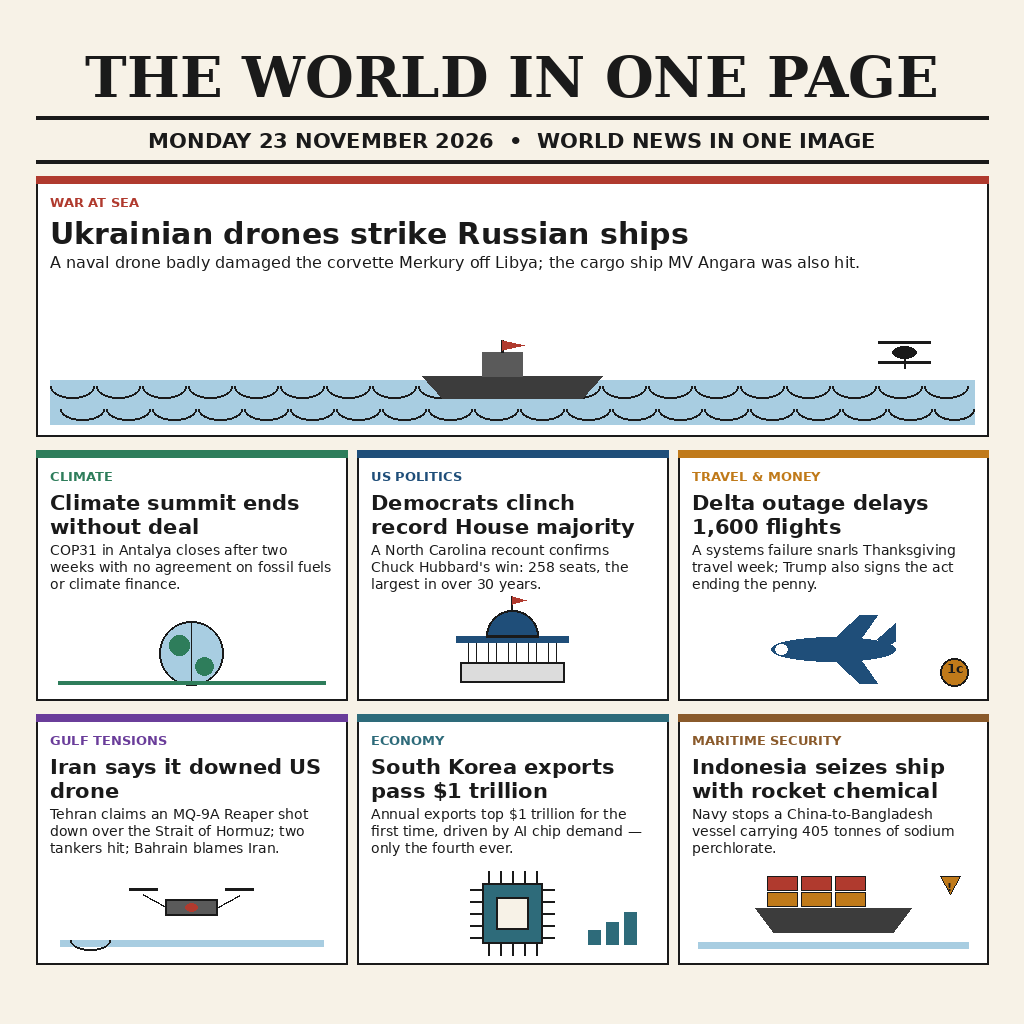 THE WORLD IN ONE PAGE
MONDAY 23 NOVEMBER 2026 • WORLD NEWS IN ONE IMAGE
WAR AT SEA
Ukrainian drones strike Russian ships
A naval drone badly damaged the corvette Merkury off Libya; the cargo ship MV Angara was also hit.
CLIMATE
Climate summit ends
without deal
COP31 in Antalya closes after two
weeks with no agreement on fossil fuels
or climate finance.
US POLITICS
Democrats clinch
record House majority
A North Carolina recount confirms
Chuck Hubbard's win: 258 seats, the
largest in over 30 years.
TRAVEL & MONEY
Delta outage delays
1,600 flights
A systems failure snarls Thanksgiving
travel week; Trump also signs the act
ending the penny.
1c
GULF TENSIONS
Iran says it downed US
drone
Tehran claims an MQ-9A Reaper shot
down over the Strait of Hormuz; two
tankers hit; Bahrain blames Iran.
ECONOMY
South Korea exports
pass $1 trillion
Annual exports top $1 trillion for the
first time, driven by AI chip demand —
only the fourth ever.
MARITIME SECURITY
Indonesia seizes ship
with rocket chemical
Navy stops a China-to-Bangladesh
vessel carrying 405 tonnes of sodium
perchlorate.
!